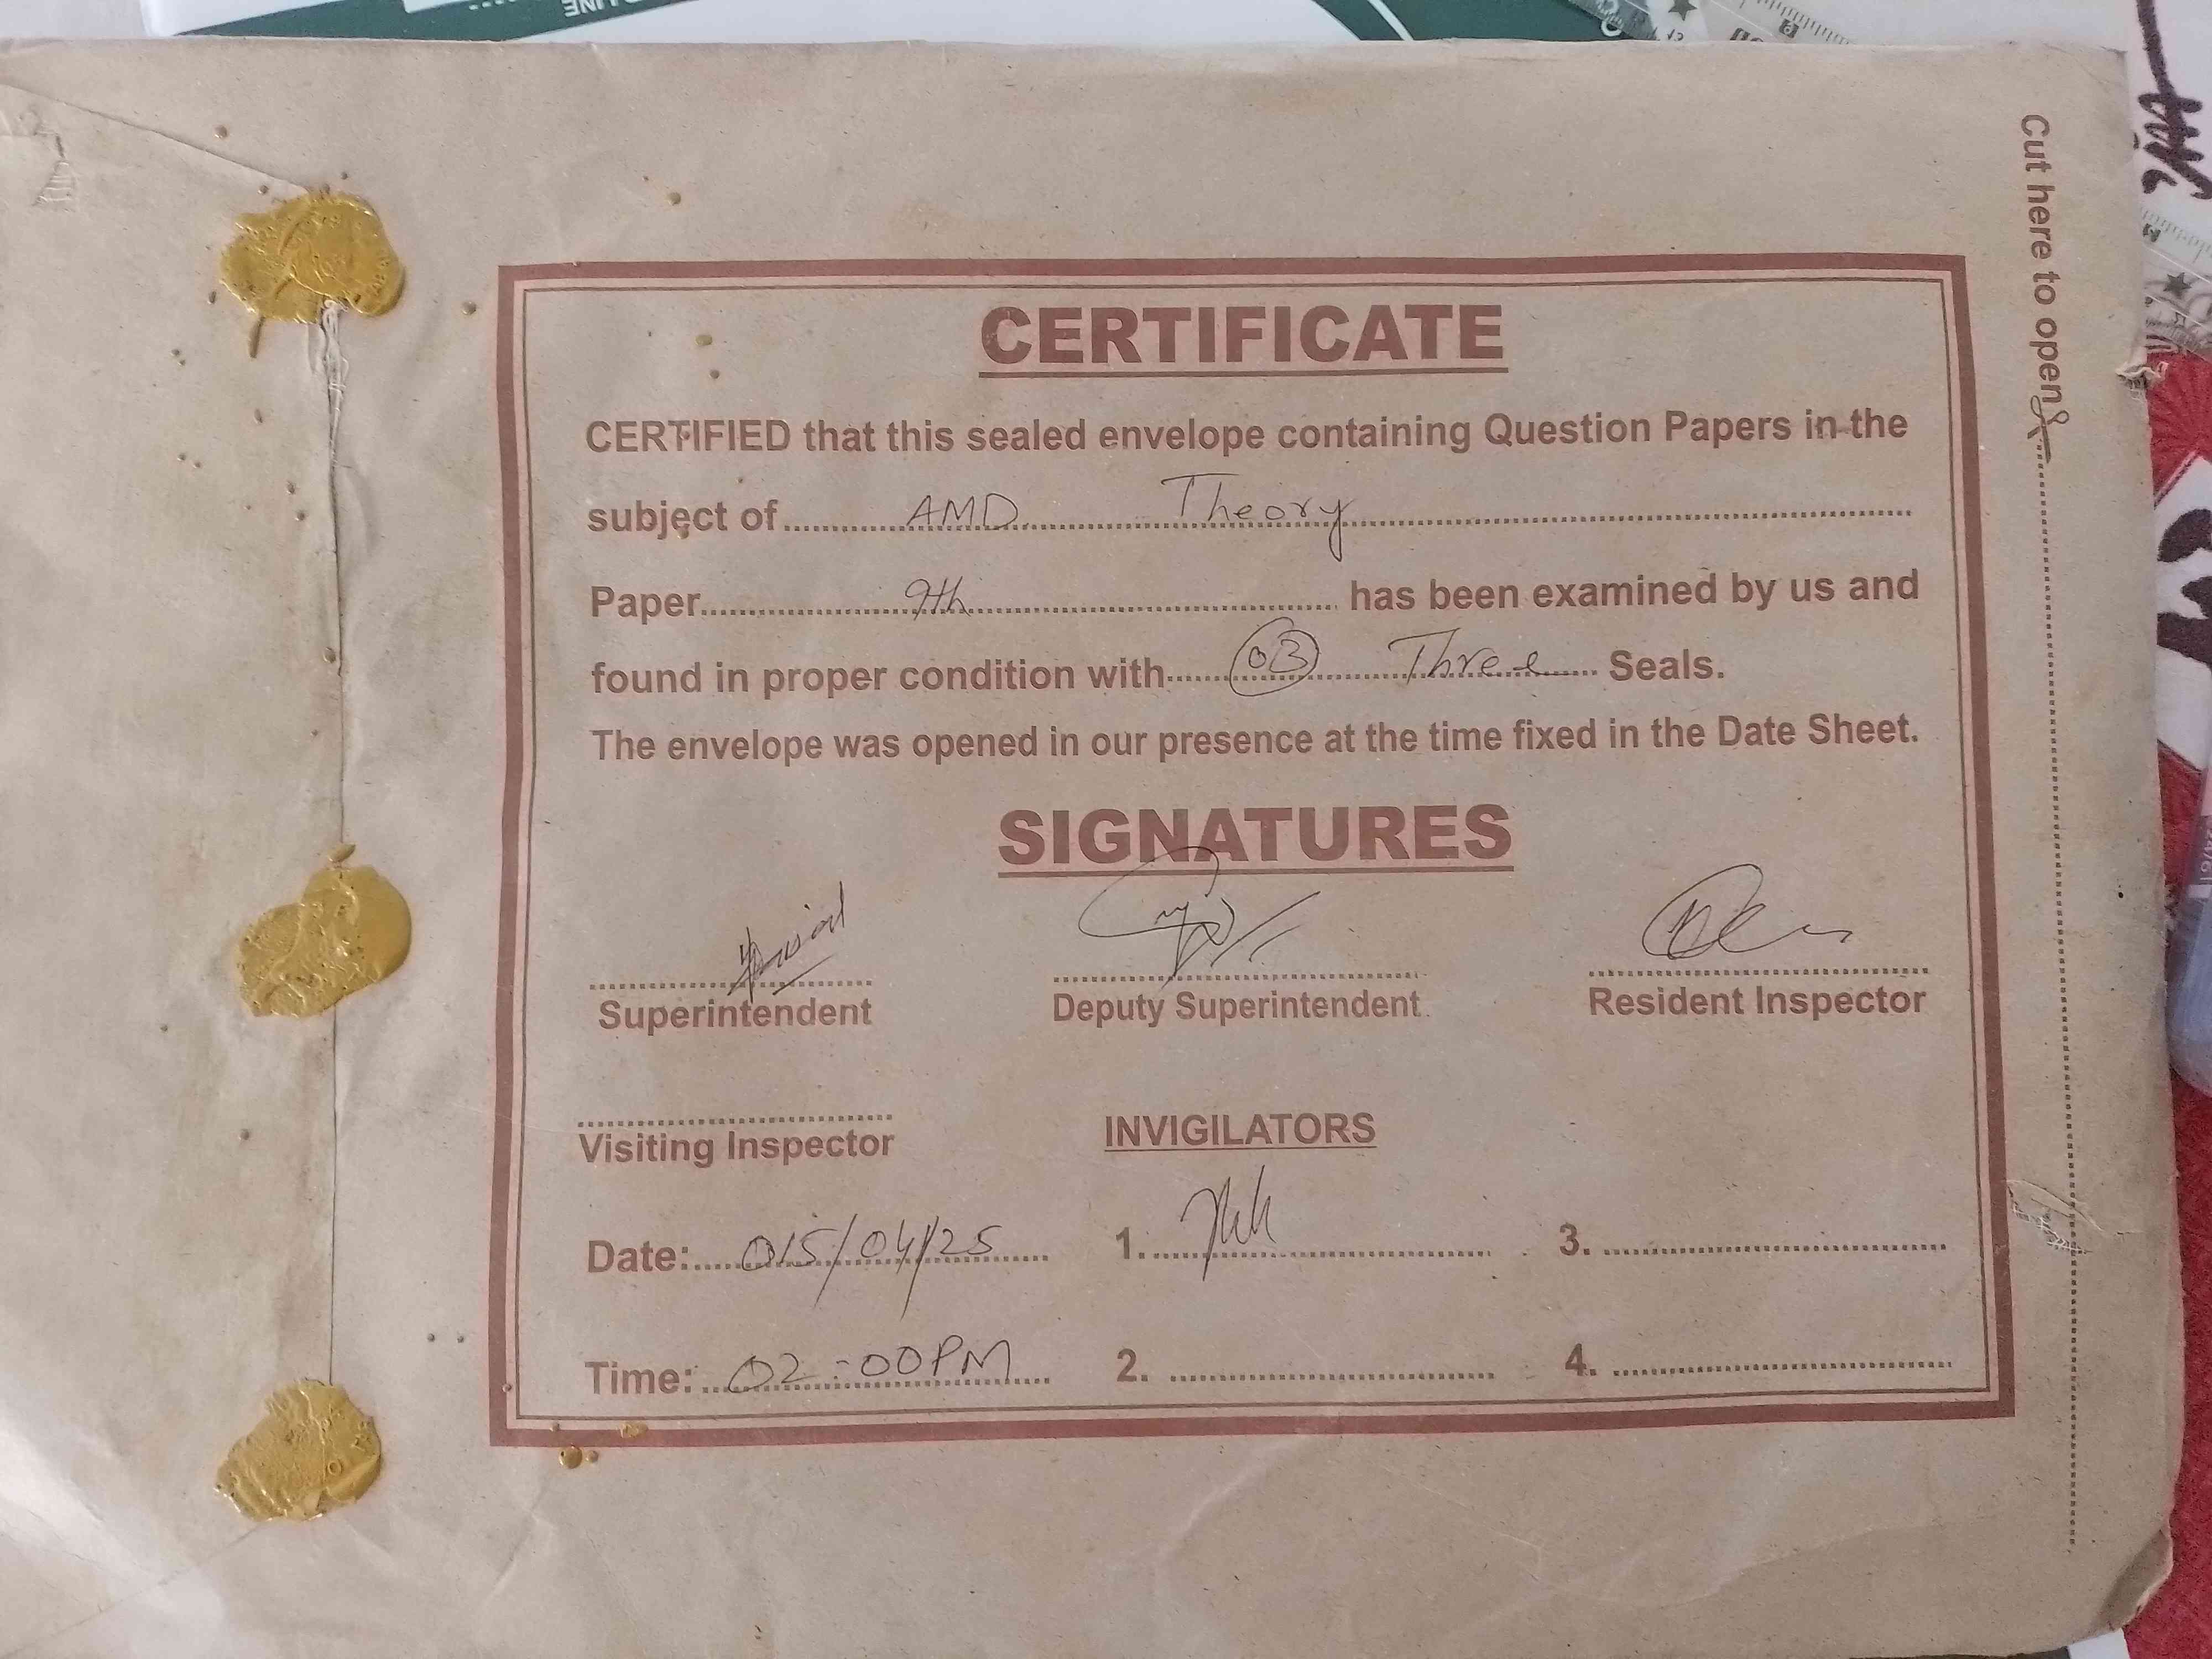 CERTIFICATE
CERTIFIED that this sealed envelope containing Question Papers in the
subject of AMD Theory
Paper 9th has been examined by us and
found in proper condition with 03 Three Seals.
The envelope was opened in our presence at the time fixed in the Date Sheet.
SIGNATURES
Superintendent Deputy Superintendent Resident Inspector
Visiting Inspector INVIGILATORS
Date: 015/04/25 1. 3.
Time: 02:00PM 2. 4.
Cut here to open
LINE